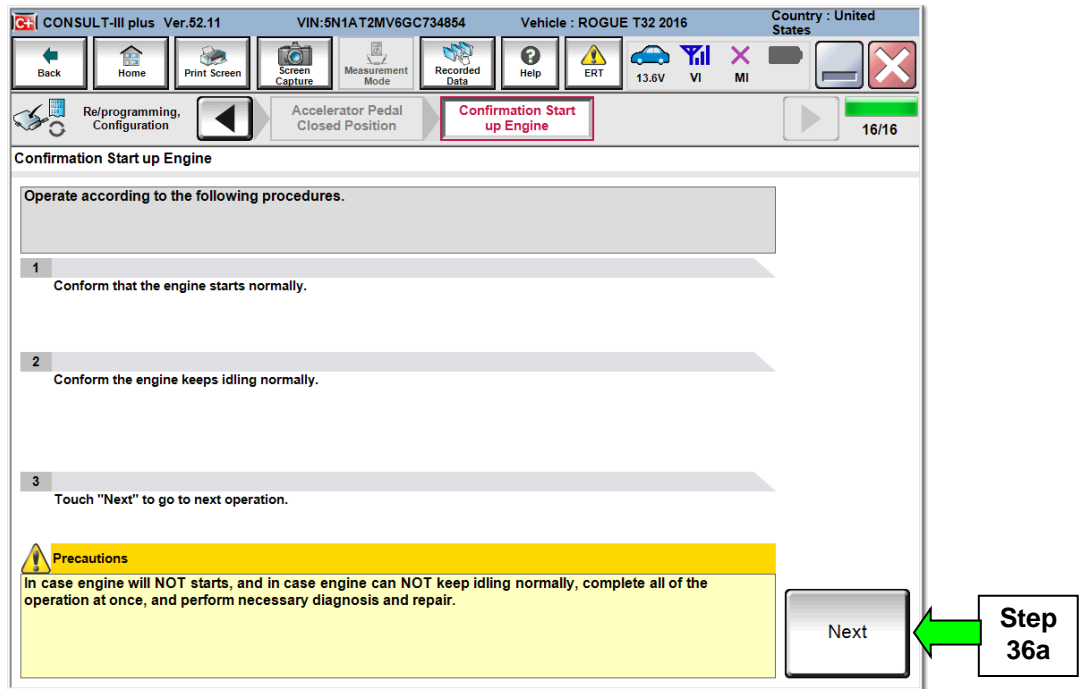 C+ CONSULT-III plus Ver.52.11 VIN:5N1AT2MV6GC734854 Vehicle : ROGUE T32 2016 Country : United
States
Back Home Print Screen Screen
Capture Measurement
Mode Recorded
Data Help ERT 13.6V VI MI
Re/programming,
Configuration Accelerator Pedal
Closed Position Confirmation Start
up Engine 16/16
Confirmation Start up Engine
Operate according to the following procedures.
1
Conform that the engine starts normally.
2
Conform the engine keeps idling normally.
3
Touch "Next" to go to next operation.
Precautions
In case engine will NOT starts, and in case engine can NOT keep idling normally, complete all of the
operation at once, and perform necessary diagnosis and repair.
Next
Step
36a